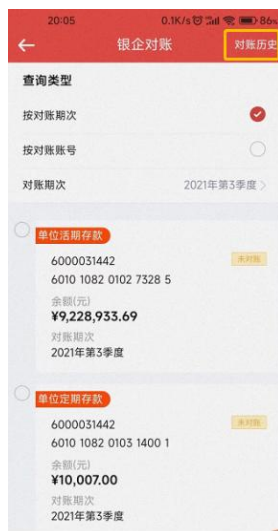 20:05 0.1K/s 86%
银企对账 对账历史
查询类型
按对账期次
按对账账号
对账期次 2021年第3季度
单位活期存款
6000031442 未对账
6010 1082 0102 7328 5
余额(元)
¥9,228,933.69
对账期次
2021年第3季度
单位定期存款
6000031442 未对账
6010 1082 0103 1400 1
余额(元)
¥10,007.00
对账期次
2021年第3季度